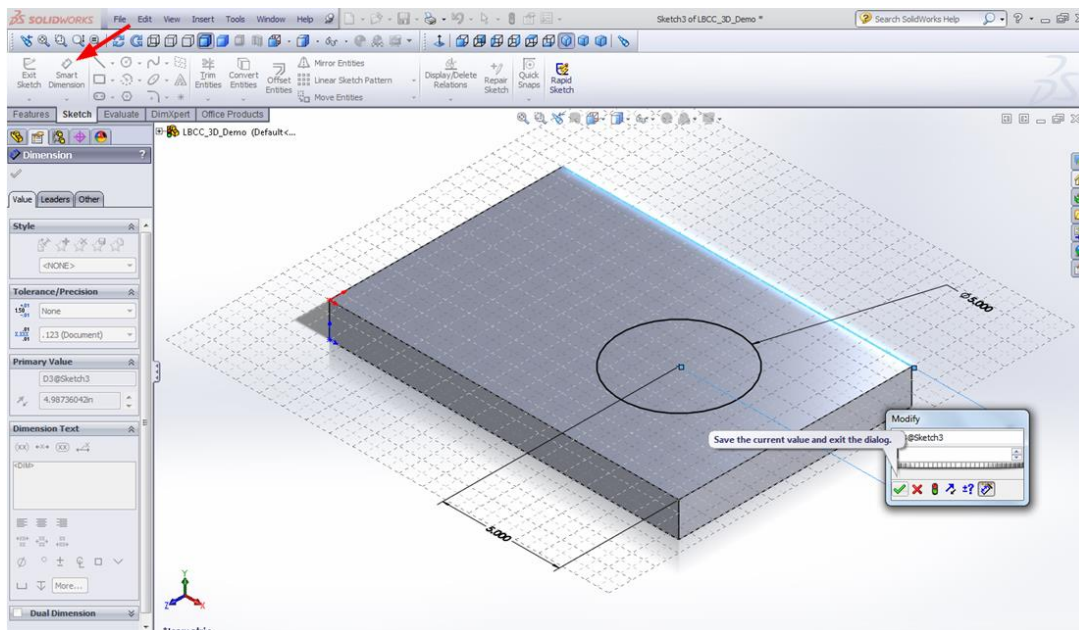 SOLIDWORKS File Edit View Insert Tools Window Help Sketch3 of LBCC_3D_Demo * Search SolidWorks Help
Exit Sketch
Smart Dimension
Trim Entities
Convert Entities
Offset Entities
Mirror Entities
Linear Sketch Pattern
Move Entities
Display/Delete Relations
Repair Sketch
Quick Snaps
Rapid Sketch
Features Sketch Evaluate DimXpert Office Products
LBCC_3D_Demo (Default<...
Dimension ?
Value Leaders Other
Style
<NONE>
Tolerance/Precision
None
.123 (Document)
Primary Value
D3@Sketch3
4.98736042in
Dimension Text
<DIM>
More...
Dual Dimension
Ø5.000
5.000
Modify
@Sketch3
Save the current value and exit the dialog.
±?
Y
Z
X